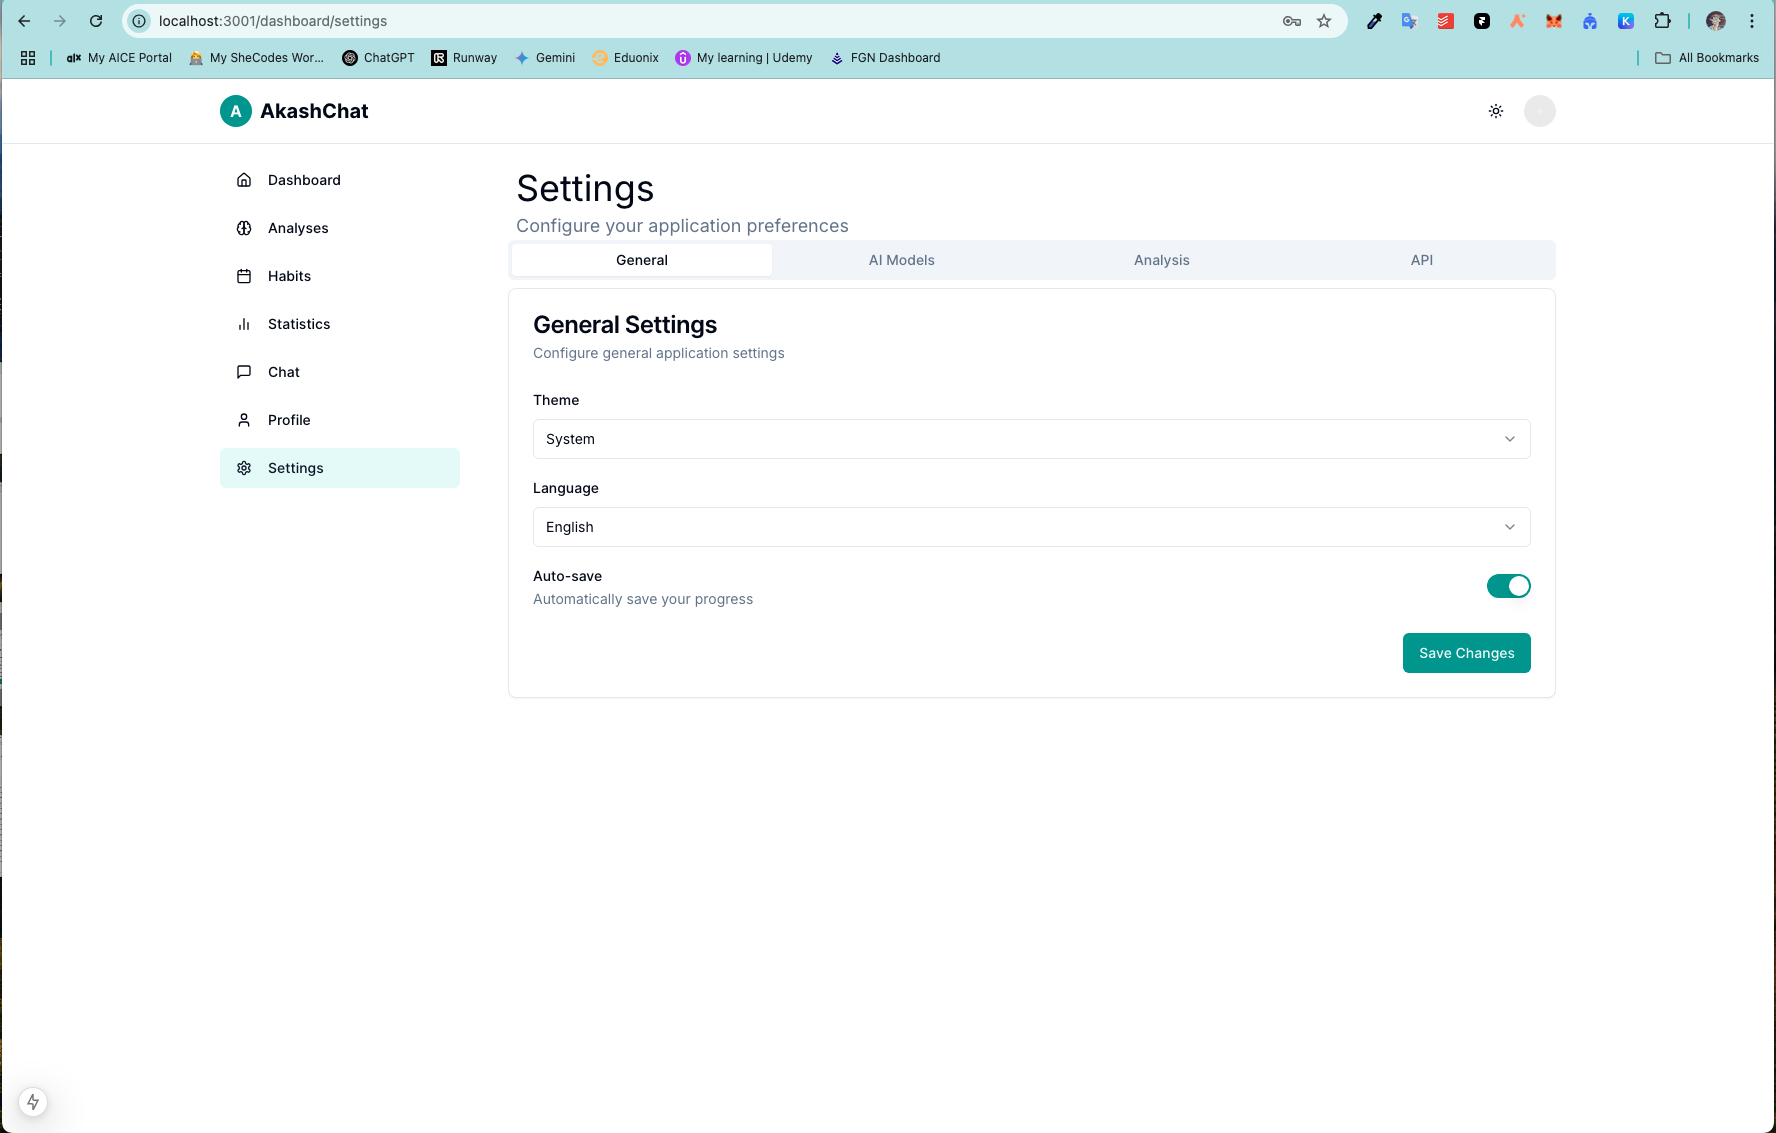 localhost:3001/dashboard/settings
alx My AICE Portal My SheCodes Wor... ChatGPT Runway Gemini Eduonix My learning | Udemy FGN Dashboard All Bookmarks
A AkashChat
Dashboard
Analyses
Habits
Statistics
Chat
Profile
Settings
Settings
Configure your application preferences
General AI Models Analysis API
General Settings
Configure general application settings
Theme
System
Language
English
Auto-save
Automatically save your progress
Save Changes